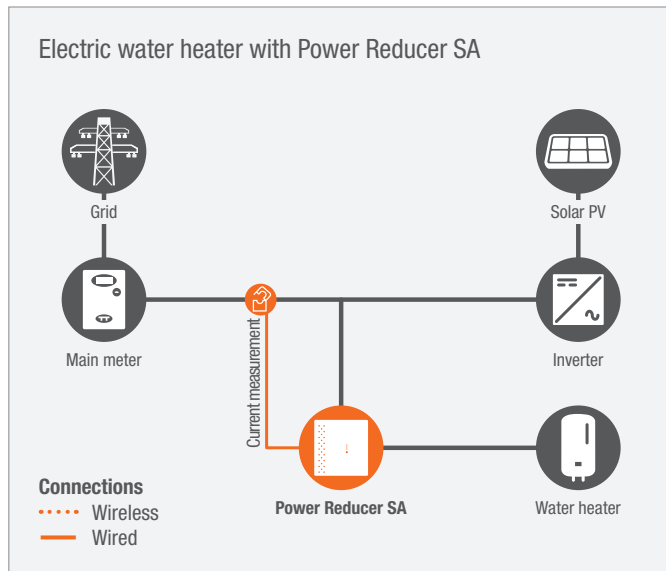 Electric water heater with Power Reducer SA
Grid
Solar PV
Main meter
Current measurement
Inverter
Power Reducer SA
Water heater
Connections
Wireless
Wired